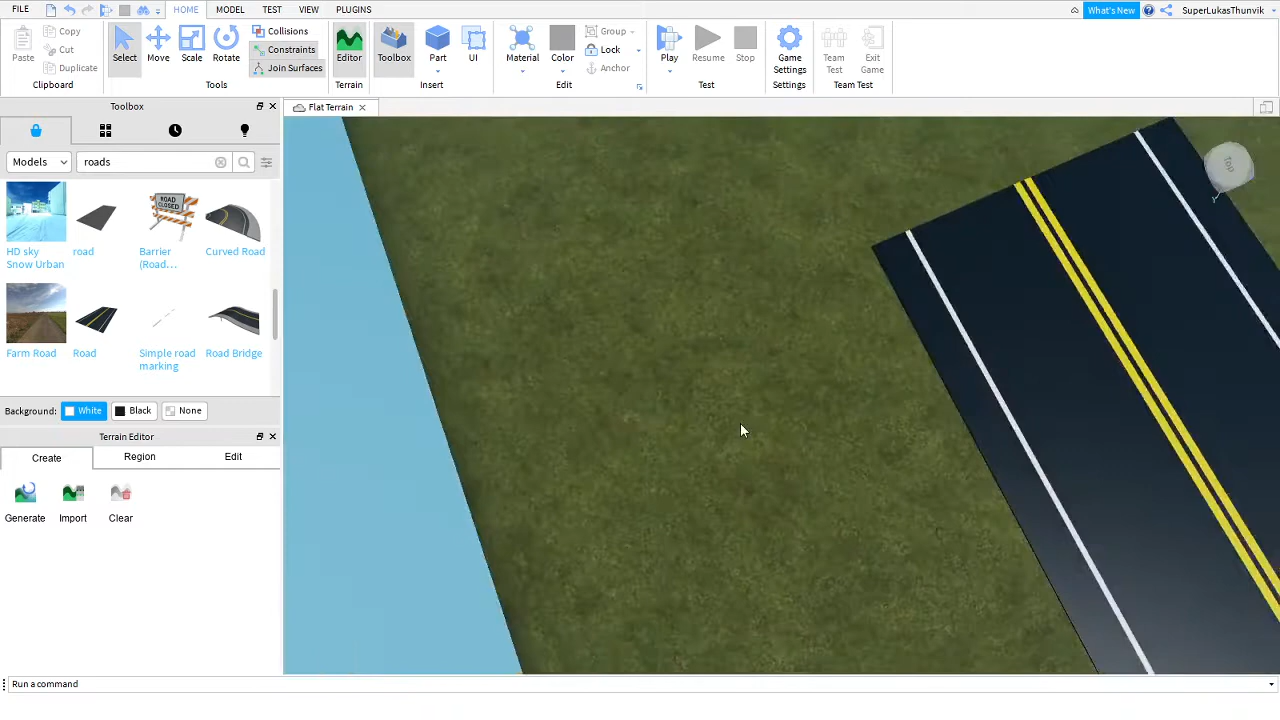 FILE
HOME
MODEL
TEST
VIEW
PLUGINS
What's New
SuperLukasThunvik
Paste
Copy
Cut
Duplicate
Clipboard
Select
Move
Scale
Rotate
Collisions
Constraints
Join Surfaces
Tools
Editor
Terrain
Toolbox
Part
UI
Insert
Material
Color
Group
Lock
Anchor
Edit
Play
Resume
Stop
Test
Game
Settings
Settings
Team
Test
Exit
Game
Team Test
Toolbox
Flat Terrain
Models
roads
ROAD
CLOSED
HD sky
Snow Urban
road
Barrier
(Road...
Curved Road
Farm Road
Road
Simple road
marking
Road Bridge
Background:
White
Black
None
Terrain Editor
Create
Region
Edit
Generate
Import
Clear
Top
Y
Run a command